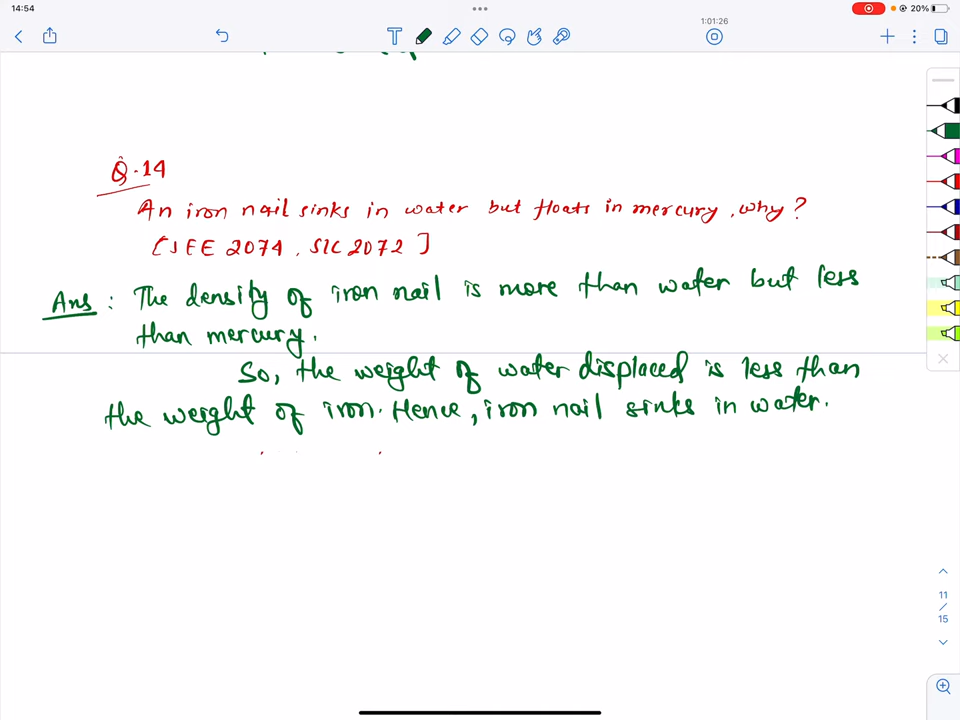 14:54
20%
1:01:26
Q.14
An iron nail sinks in water but floats in mercury, why?
[SEE 2074, SLC 2072]
Ans: The density of iron nail is more than water but less
than mercury.
So, the weight of water displaced is less than
the weight of iron. Hence, iron nail sinks in water.
11
/
15